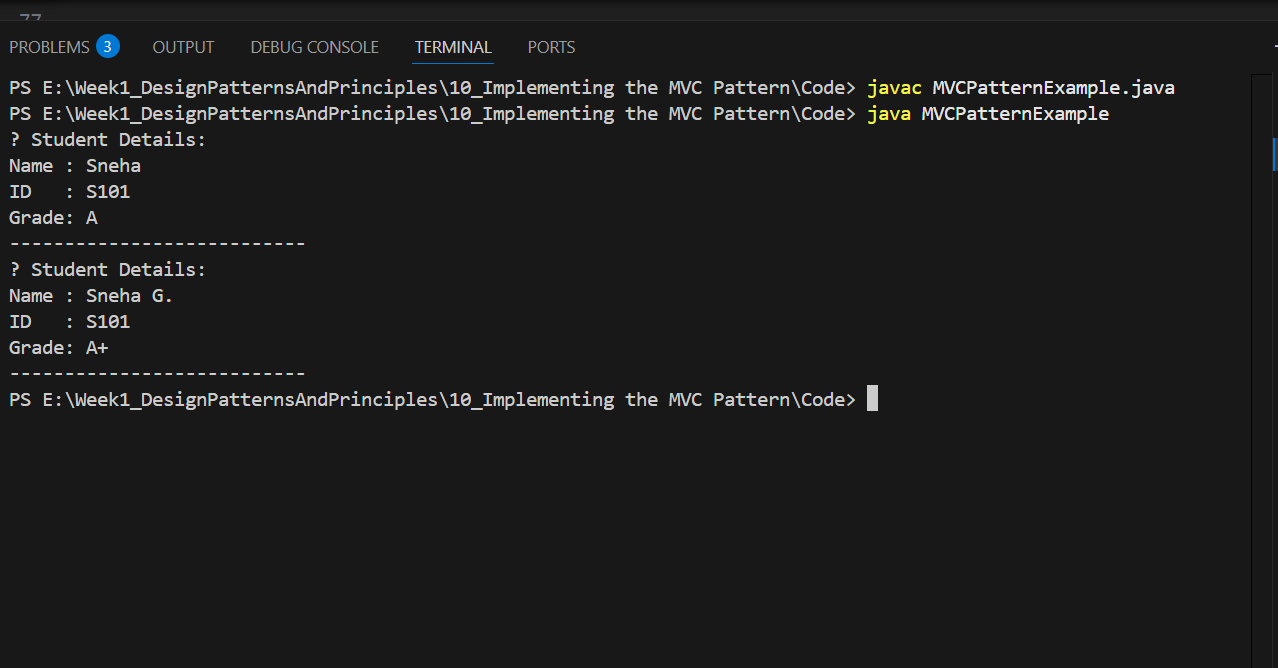 77
PROBLEMS 3 OUTPUT DEBUG CONSOLE TERMINAL PORTS
PS E:\Week1_DesignPatternsAndPrinciples\10_Implementing the MVC Pattern\Code> javac MVCPatternExample.java
PS E:\Week1_DesignPatternsAndPrinciples\10_Implementing the MVC Pattern\Code> java MVCPatternExample
? Student Details:
Name : Sneha
ID   : S101
Grade: A
---------------------------
? Student Details:
Name : Sneha G.
ID   : S101
Grade: A+
---------------------------
PS E:\Week1_DesignPatternsAndPrinciples\10_Implementing the MVC Pattern\Code>